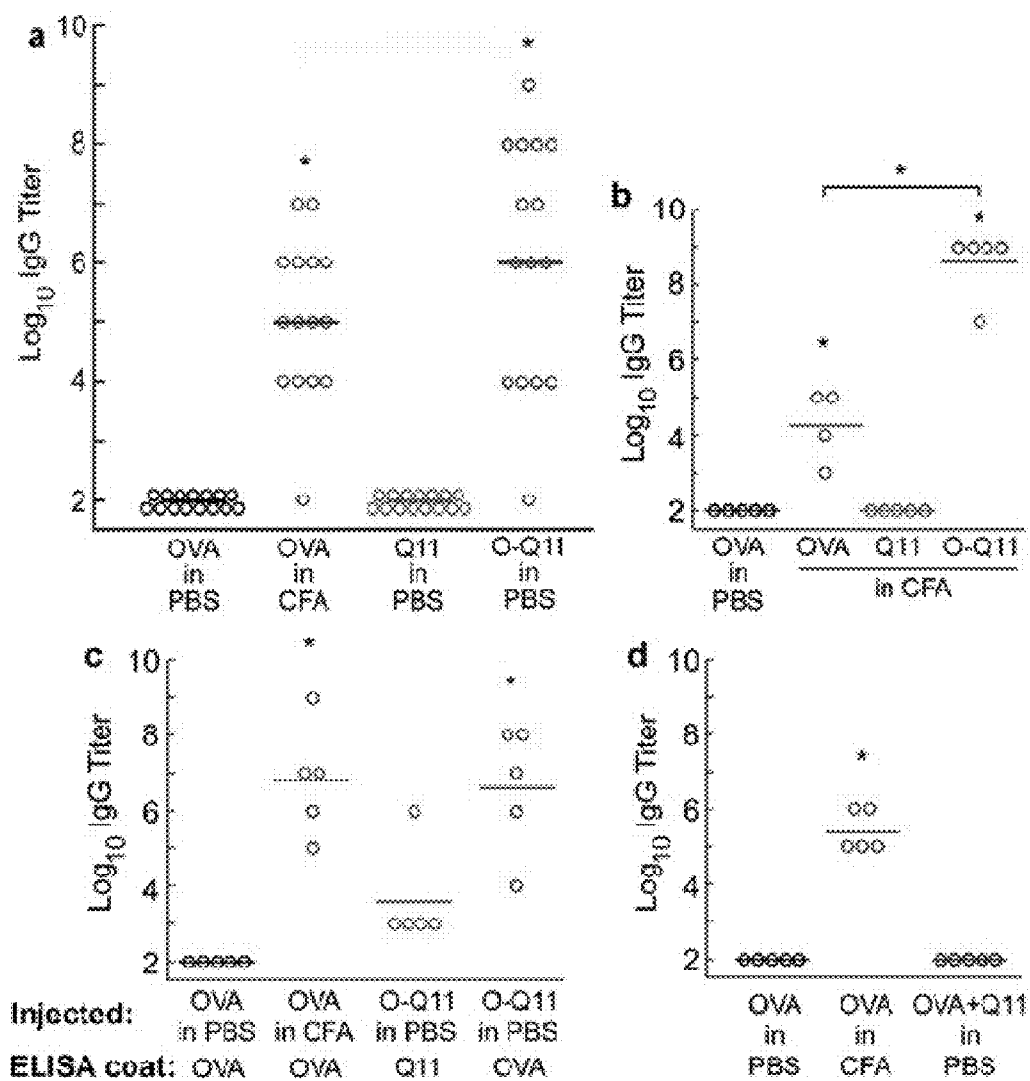 a
Log10 IgG Titer
10
8
6
4
2
OVA in PBS
OVA in CFA
Q11 in PBS
O-Q11 in PBS
*
*
b
Log10 IgG Titer
10
8
6
4
2
*
*
*
OVA in PBS
OVA Q11 O-Q11
in CFA
c
Log10 IgG Titer
10
8
6
4
2
*
*
Injected: OVA in PBS OVA in CFA O-Q11 in PBS O-Q11 in PBS
ELISA coat: OVA OVA Q11 OVA
d
Log10 IgG Titer
10
8
6
4
2
*
OVA in PBS
OVA in CFA
OVA+Q11 in PBS